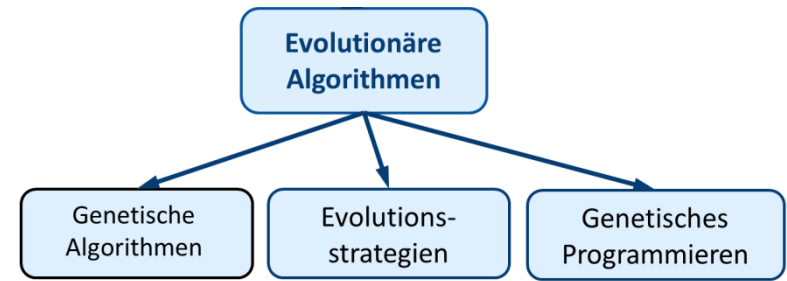 Evolutionäre
Algorithmen
Genetische
Algorithmen
Evolutions-
strategien
Genetisches
Programmieren